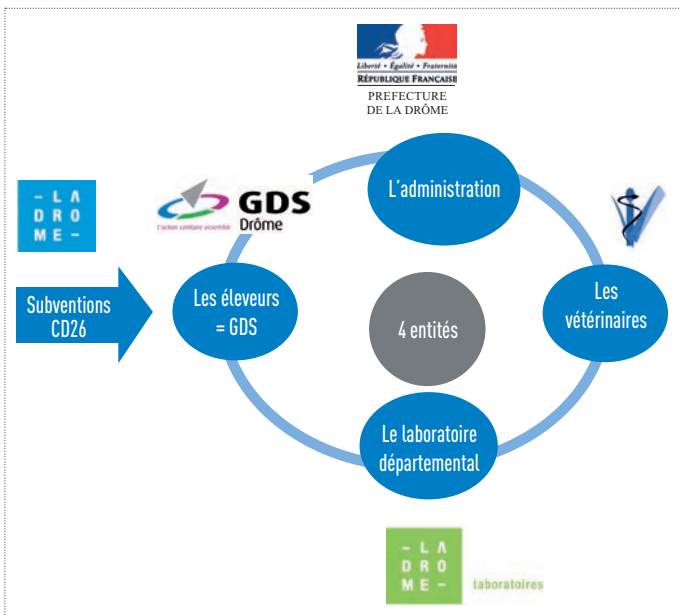 Liberté • Égalité • Fraternité
RÉPUBLIQUE FRANÇAISE
PREFECTURE
DE LA DRÔME
L'administration
– L A
D R O
M E –
GDS
Drôme
l'action sanitaire ensemble
Subventions
CD26
Les éleveurs
= GDS
4 entités
Les
vétérinaires
Le laboratoire
départemental
– L A
D R O
M E –
laboratoires